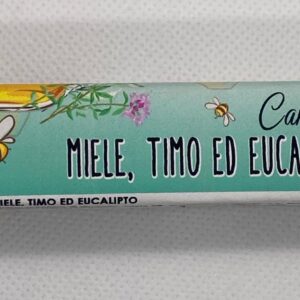 Ca
MIELE, TIMO ED EUCA
IELE, TIMO ED EUCALIPTO